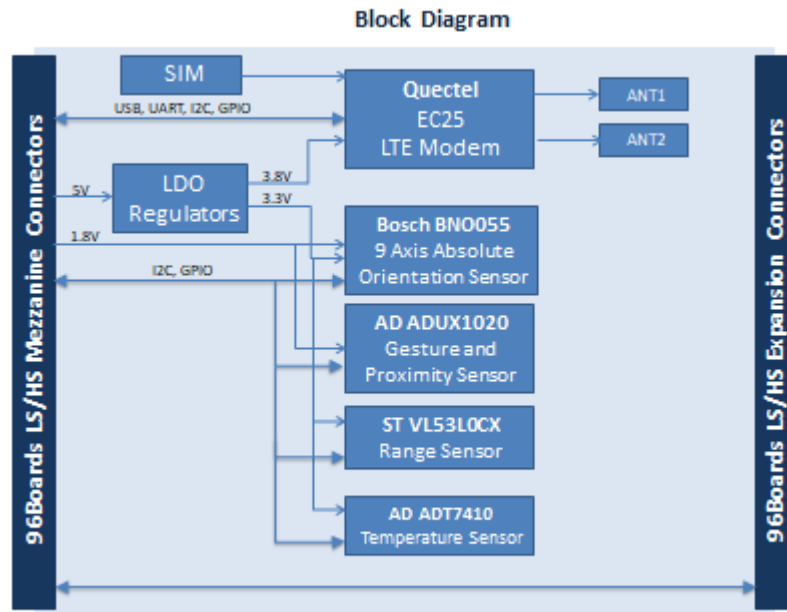 Block Diagram
96Boards LS/HS Mezzanine Connectors
SIM
USB, UART, I2C, GPIO
Quectel
EC25
LTE Modem
ANT1
ANT2
5V
LDO
Regulators
3.8V
3.3V
1.8V
I2C, GPIO
Bosch BNO055
9 Axis Absolute
Orientation Sensor
AD ADUX1020
Gesture and
Proximity Sensor
ST VL53L0CX
Range Sensor
AD ADT7410
Temperature Sensor
96Boards LS/HS Expansion Connectors